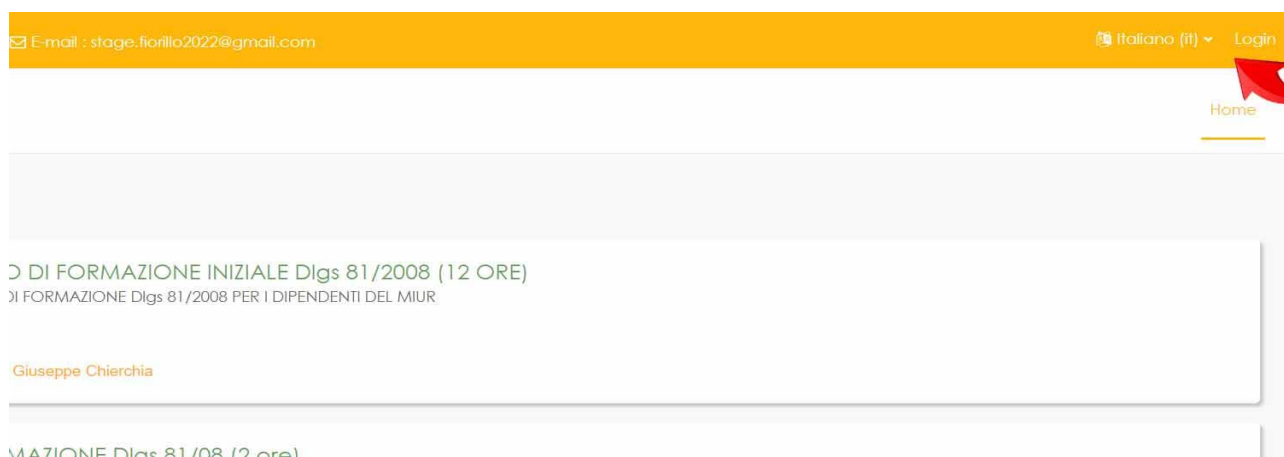 E-mail : stage.fiorillo2022@gmail.com
Italiano (it) Login
Home
DI FORMAZIONE INIZIALE Dlgs 81/2008 (12 ORE)
DI FORMAZIONE Dlgs 81/2008 PER I DIPENDENTI DEL MIUR
Giuseppe Chierchia
MAZIONE Dlgs 81/08 (2 ore)